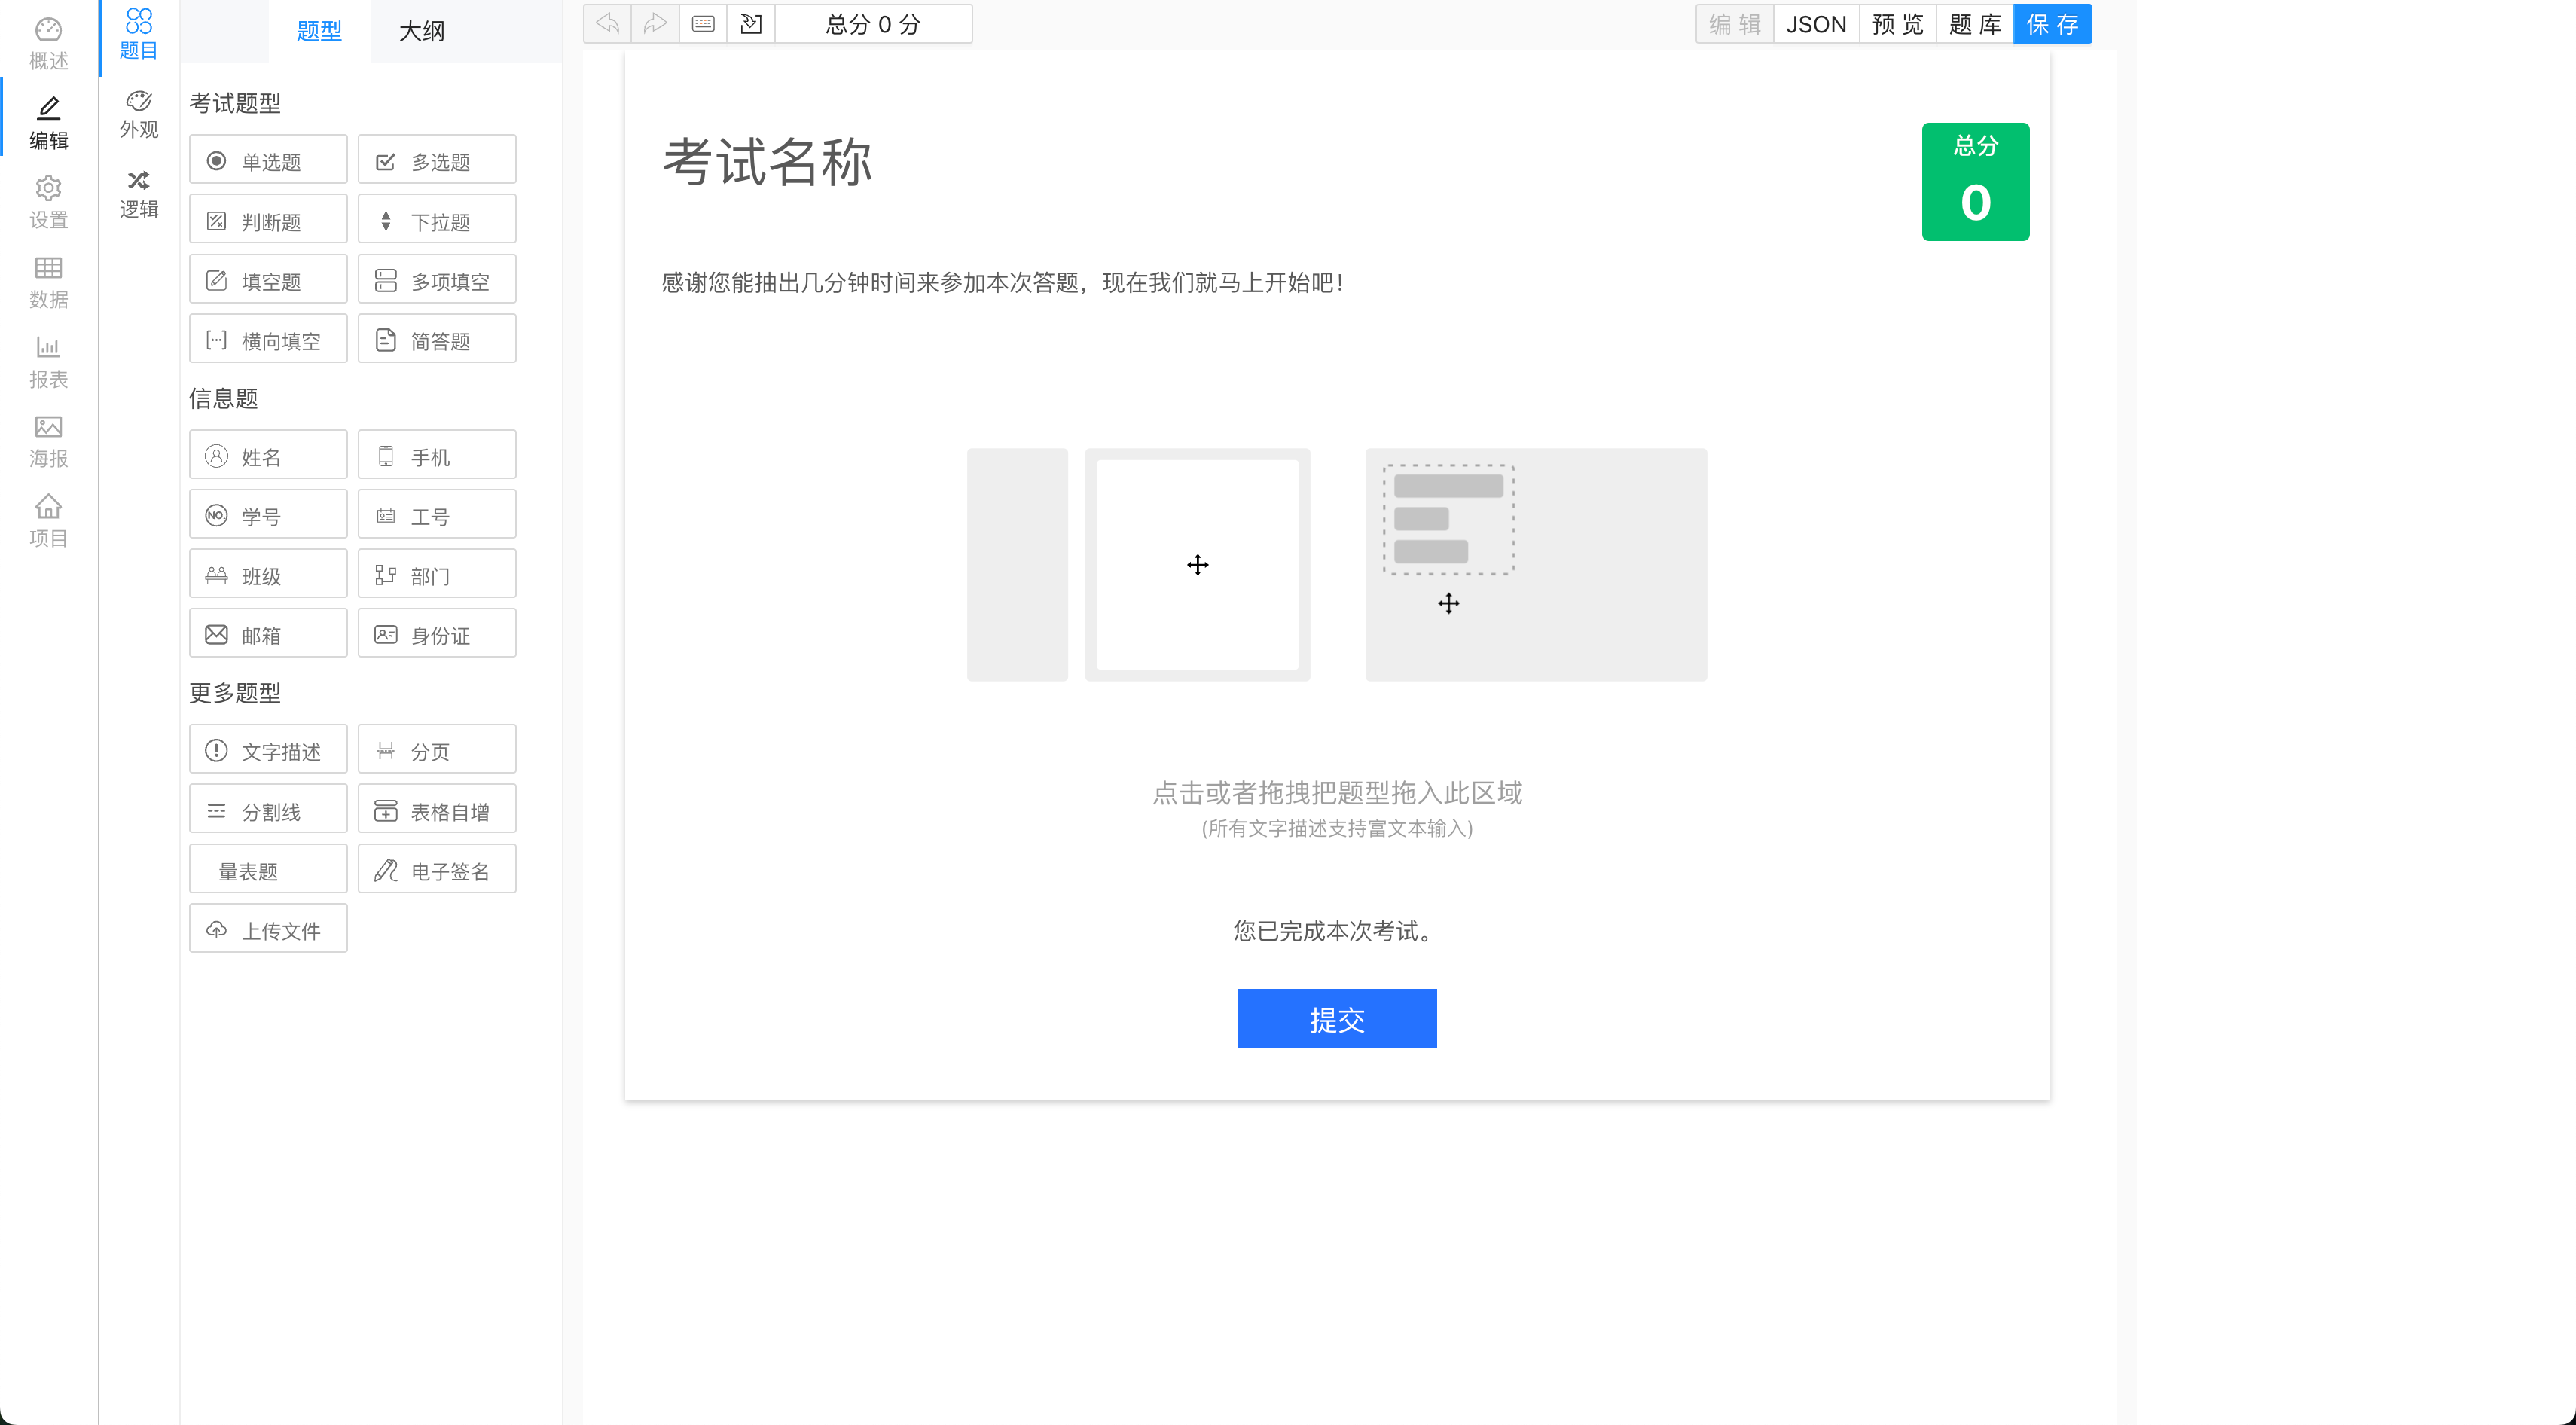 概述
编辑
设置
数据
报表
海报
项目
题目
外观
逻辑
题型 大纲
考试题型
单选题 多选题
判断题 下拉题
填空题 多项填空
横向填空 简答题
信息题
姓名 手机
NO. 学号 工号
班级 部门
邮箱 身份证
更多题型
文字描述 分页
分割线 表格自增
量表题 电子签名
上传文件
总分 0 分
编辑 JSON 预览 题库 保存
考试名称
总分
0
感谢您能抽出几分钟时间来参加本次答题，现在我们就马上开始吧！
点击或者拖拽把题型拖入此区域
(所有文字描述支持富文本输入)
您已完成本次考试。
提交